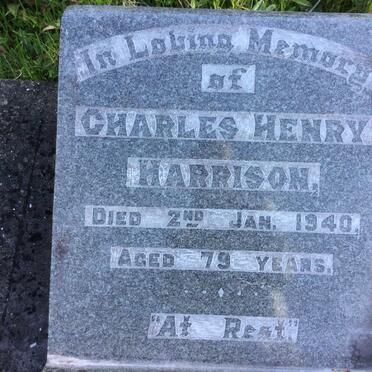 In Loving Memory
of
CHARLES HENRY
HARRISON,
DIED 2ND JAN. 1940,
AGED 79 YEARS.
"At Rest"